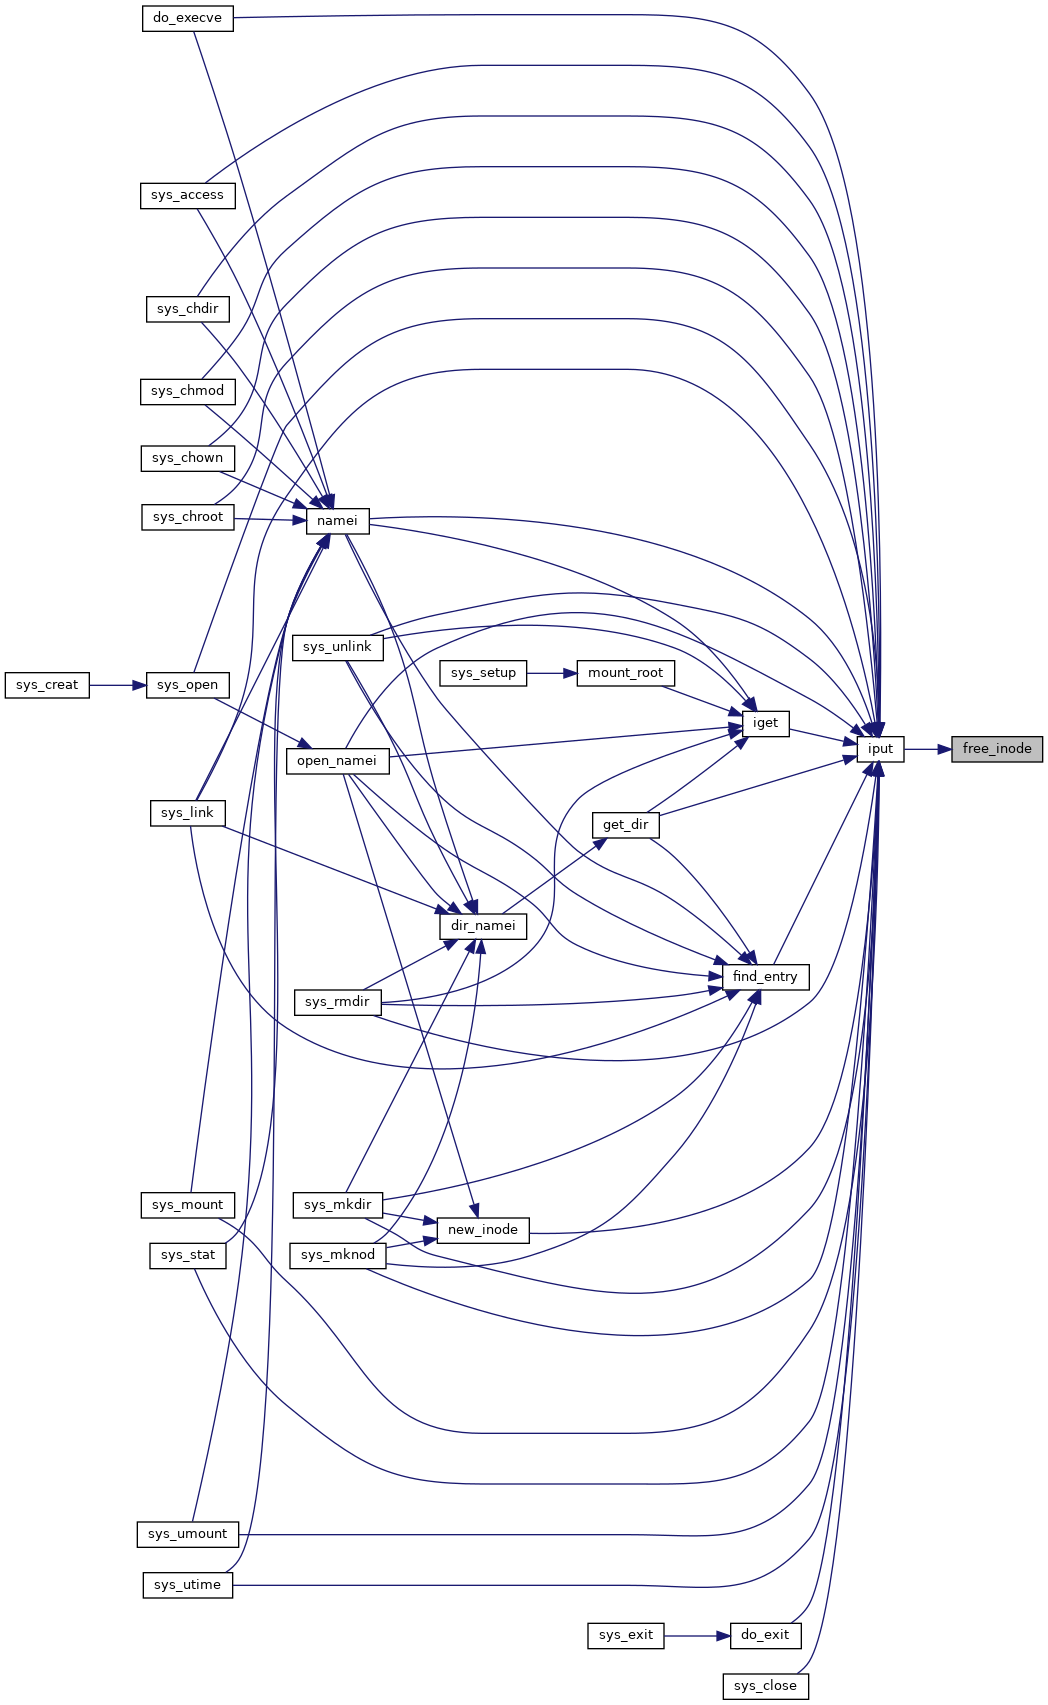 do_execve
sys_access
sys_chdir
sys_chmod
sys_chown
sys_chroot
namei
sys_unlink
sys_setup
mount_root
sys_creat
sys_open
iget
iput
free_inode
open_namei
sys_link
get_dir
dir_namei
find_entry
sys_rmdir
sys_mount
sys_mkdir
new_inode
sys_stat
sys_mknod
sys_umount
sys_utime
sys_exit
do_exit
sys_close